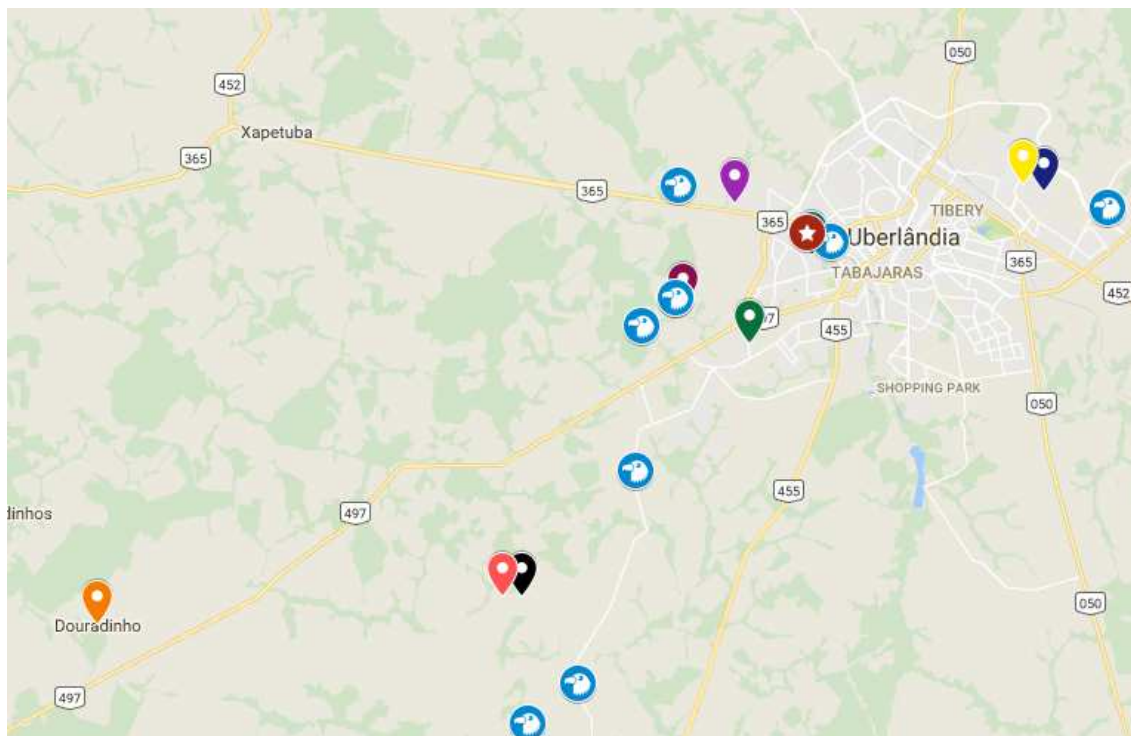 050
452
Xapetuba
365
365
TIBERY
365
Uberlândia
365
TABAJARAS
452
497
455
SHOPPING PARK
050
455
497
dinhos
050
Douradinho
497